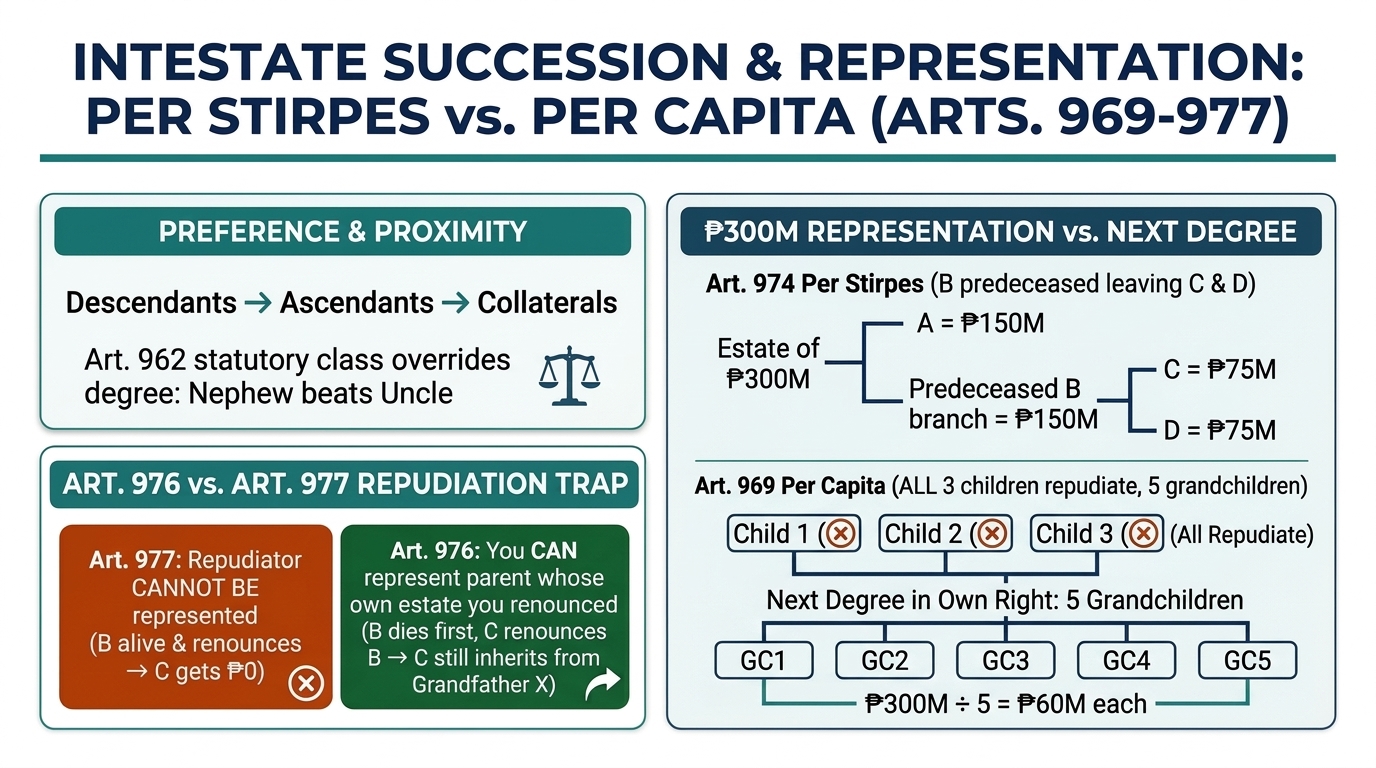 INTESTATE SUCCESSION & REPRESENTATION:
PER STIRPES vs. PER CAPITA (ARTS. 969-977)
PREFERENCE & PROXIMITY
Descendants → Ascendants → Collaterals
Art. 962 statutory class overrides
degree: Nephew beats Uncle
ART. 976 vs. ART. 977 REPUDIATION TRAP
Art. 977: Repudiator
CANNOT BE
represented
(B alive & renounces
→ C gets ₱0)
Art. 976: You CAN
represent parent whose
own estate you renounced
(B dies first, C renounces
B → C still inherits from
Grandfather X)
₱300M REPRESENTATION vs. NEXT DEGREE
Art. 974 Per Stirpes (B predeceased leaving C & D)
Estate of
₱300M
A = ₱150M
Predeceased B
branch = ₱150M
C = ₱75M
D = ₱75M
Art. 969 Per Capita (ALL 3 children repudiate, 5 grandchildren)
Child 1 (⊗ Child 2 (⊗ Child 3 (⊗ (All Repudiate)
Next Degree in Own Right: 5 Grandchildren
GC1 GC2 GC3 GC4 GC5
₱300M ÷ 5 = ₱60M each